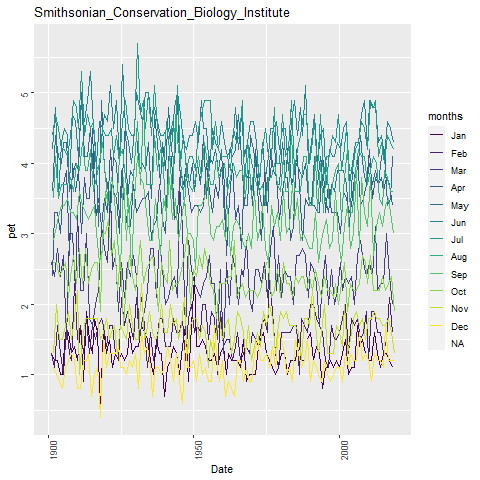 Smithsonian_Conservation_Biology_Institute
pet
5
4
3
2
1
1900
1950
2000
Date
months
Jan
Feb
Mar
Apr
May
Jun
Jul
Aug
Sep
Oct
Nov
Dec
NA